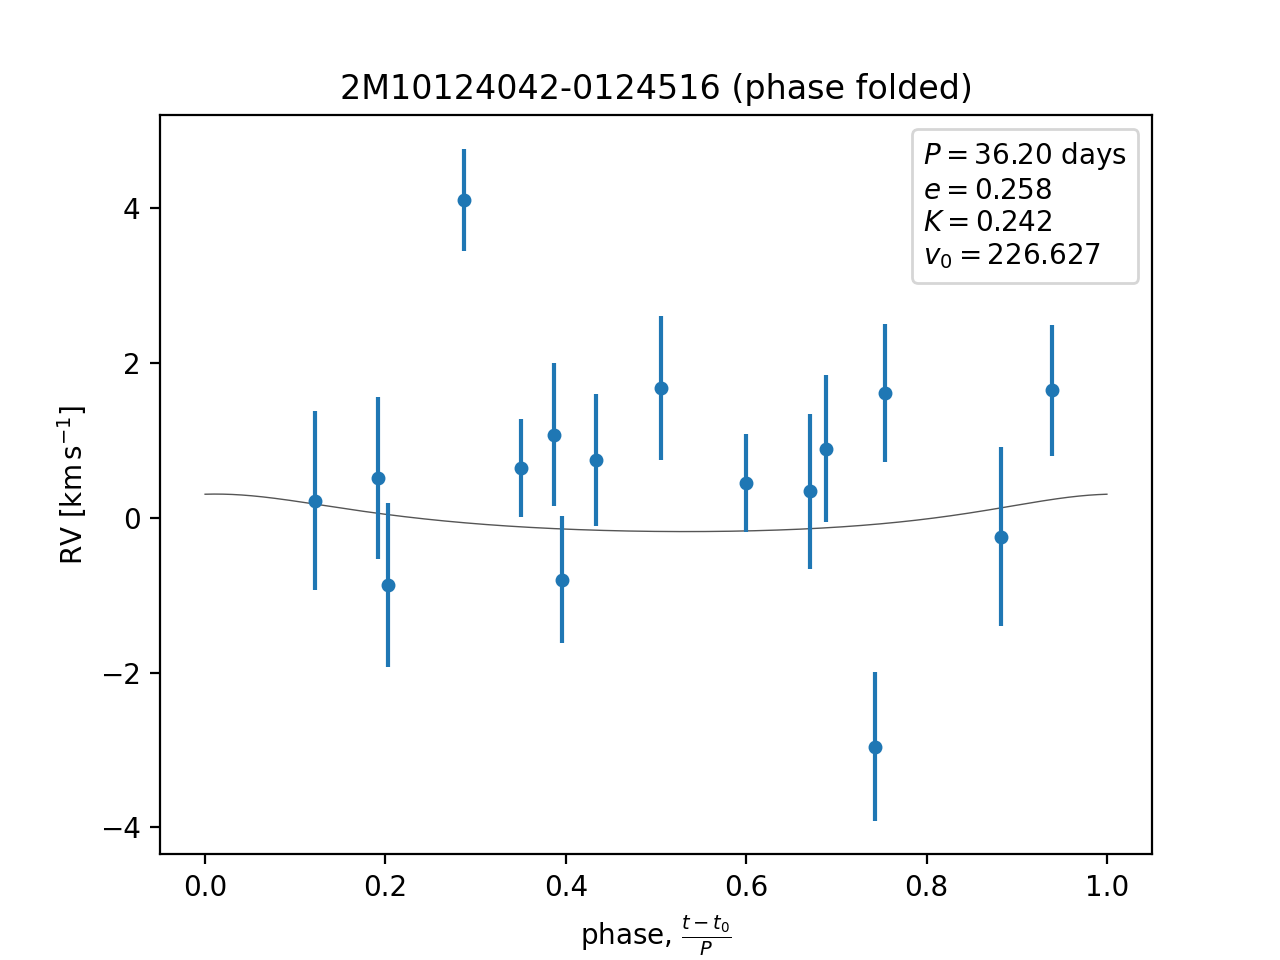 2M10124042-0124516 (phase folded)
P = 36.20 days
e = 0.258
K = 0.242
v₀ = 226.627
4
2
0
−2
−4
RV [km s⁻¹]
0.0 0.2 0.4 0.6 0.8 1.0
phase, (t − t₀)/P